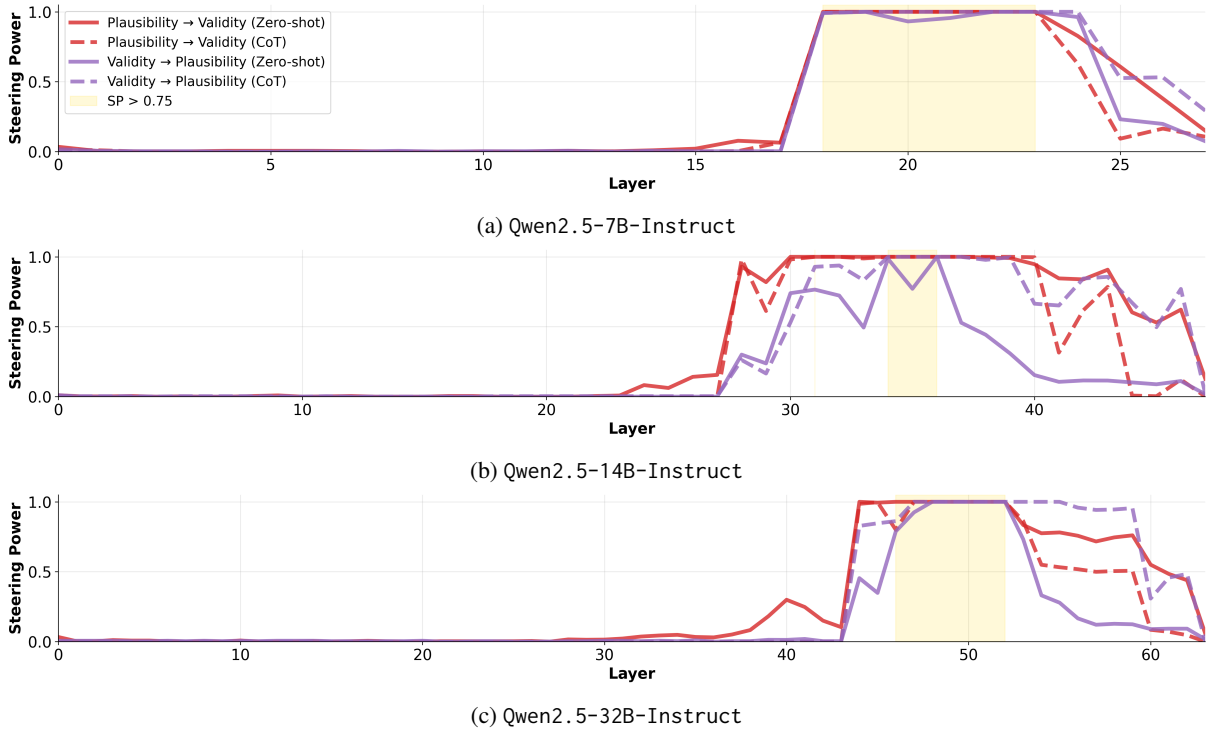 1.0
0.5
0.0
Steering Power
Plausibility → Validity (Zero-shot)
Plausibility → Validity (CoT)
Validity → Plausibility (Zero-shot)
Validity → Plausibility (CoT)
SP > 0.75
0 5 10 15 20 25
Layer
(a) Qwen2.5-7B-Instruct
1.0
0.5
0.0
Steering Power
0 10 20 30 40
Layer
(b) Qwen2.5-14B-Instruct
1.0
0.5
0.0
Steering Power
0 10 20 30 40 50 60
Layer
(c) Qwen2.5-32B-Instruct